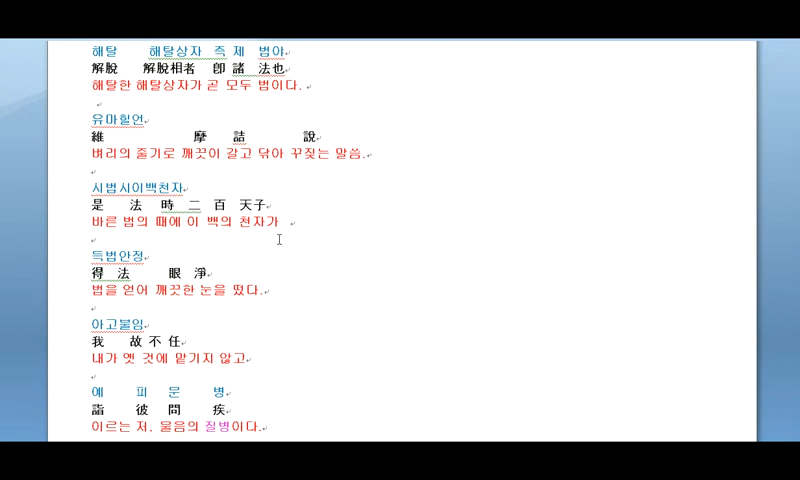 해탈 해탈상자 즉 제 법야
解脫 解脫相者 卽 諸 法也
해탈한 해탈상자가 곧 모두 법이다.
유마힐언
維 摩 詰 說
벼리의 줄기로 깨끗이 갈고 닦아 꾸짖는 말씀.
시법시이백천자
是 法 時 二 百 天子
바른 법의 때에 이 백의 천자가
득법안정
得 法 眼 淨
법을 얻어 깨끗한 눈을 떴다.
아고불임
我 故 不 任
내가 옛 것에 맡기지 않고
예 피 문 병
詣 彼 問 疾
이르는 저, 물음의 질병이다.